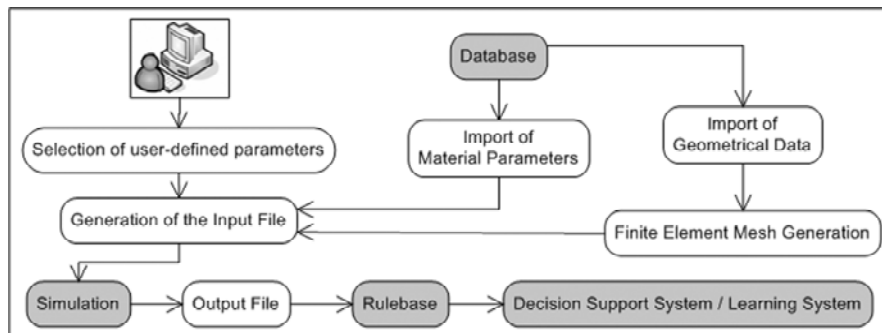 Database
Selection of user-defined parameters
Import of
Material Parameters
Import of
Geometrical Data
Generation of the Input File
Finite Element Mesh Generation
Simulation
Output File
Rulebase
Decision Support System / Learning System